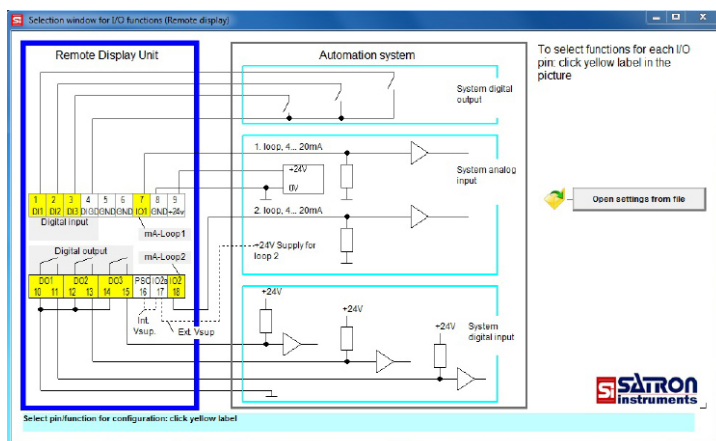 Selection window for I/O functions (Remote display)
Remote Display Unit
Automation system
To select functions for each I/O
pin: click yellow label in the
picture
System digital
output
1. loop, 4... 20mA
System analog
input
+24V
0V
1 2 3 4 5 6 7 8 9
DI1 DI2 DI3 DIGD GND GND IO1 GND +24v
Digital input
2. loop, 4... 20mA
mA-Loop1
Open settings from file
+24V Supply for
loop 2
Digital output
mA-Loop2
DO1 DO2 DO3 PSO IO2a IO2
10 11 12 13 14 15 16 17 18
Int.
Vsup.
Ext. Vsup
+24V
+24V
+24V
System
digital input
Si SATRON
instruments
Select pin/function for configuration: click yellow label